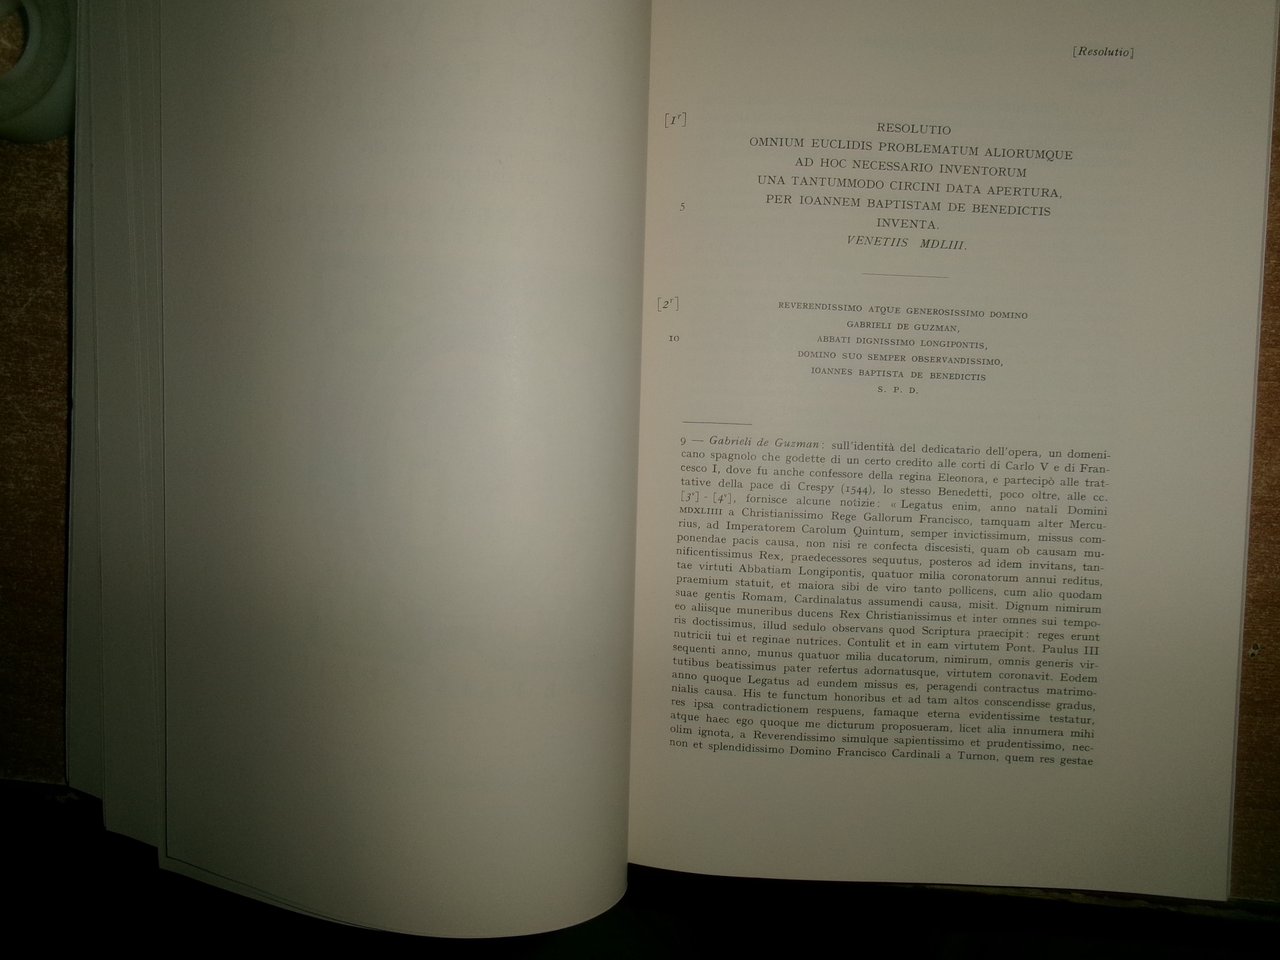 [Resolutio]
[1ʳ]
RESOLUTIO
OMNIUM EUCLIDIS PROBLEMATUM ALIORUMQUE
AD HOC NECESSARIO INVENTORUM
UNA TANTUMMODO CIRCINI DATA APERTURA,
5 PER IOANNEM BAPTISTAM DE BENEDICTIS
INVENTA.
VENETIIS MDLIII.
[2ʳ] REVERENDISSIMO ATQUE GENEROSISSIMO DOMINO
GABRIELI DE GUZMAN,
10 ABBATI DIGNISSIMO LONGIPONTIS,
DOMINO SUO SEMPER OBSERVANDISSIMO,
IOANNES BAPTISTA DE BENEDICTIS
S. P. D.
9 — Gabrieli de Guzman: sull'identità del dedicatario dell'opera, un domeni-
cano spagnolo che godette di un certo credito alle corti di Carlo V e di Fran-
cesco I, dove fu anche confessore della regina Eleonora, e partecipò alle trat-
tative della pace di Crespy (1544), lo stesso Benedetti, poco oltre, alle cc.
[3ʳ] - [4ʳ], fornisce alcune notizie: « Legatus enim, anno natali Domini
MDXLIIII a Christianissimo Rege Gallorum Francisco, tamquam alter Mercu-
rius, ad Imperatorem Carolum Quintum, semper invictissimum, missus com-
ponendae pacis causa, non nisi re confecta discesisti, quam ob causam mu-
nificentissimus Rex, praedecessores sequutus, posteros ad idem invitans, tan-
tae virtuti Abbatiam Longipontis, quatuor milia coronatorum annui reditus,
praemium statuit, et maiora sibi de viro tanto pollicens, cum alio quodam
suae gentis Romam, Cardinalatus assumendi causa, misit. Dignum nimirum
eo aliisque muneribus ducens Rex Christianissimus et inter omnes sui tempo-
ris doctissimus, illud sedulo observans quod Scriptura praecipit: reges erunt
nutricii tui et reginae nutrices. Contulit et in eam virtutem Pont. Paulus III
sequenti anno, munus quatuor milia ducatorum, nimirum, omnis generis vir-
tutibus beatissimus pater refertus adornatusque, virtutem coronavit. Eodem
anno quoque Legatus ad eundem missus es, peragendi contractus matrimo-
nialis causa. His te functum honoribus et ad tam altos conscendisse gradus,
res ipsa contradictionem respuens, famaque eterna evidentissime testatur,
atque haec ego quoque me dicturum proposueram, licet alia innumera mihi
olim ignota, a Reverendissimo simulque sapientissimo et prudentissimo, nec-
non et splendidissimo Domino Francisco Cardinali a Turnon, quem res gestae